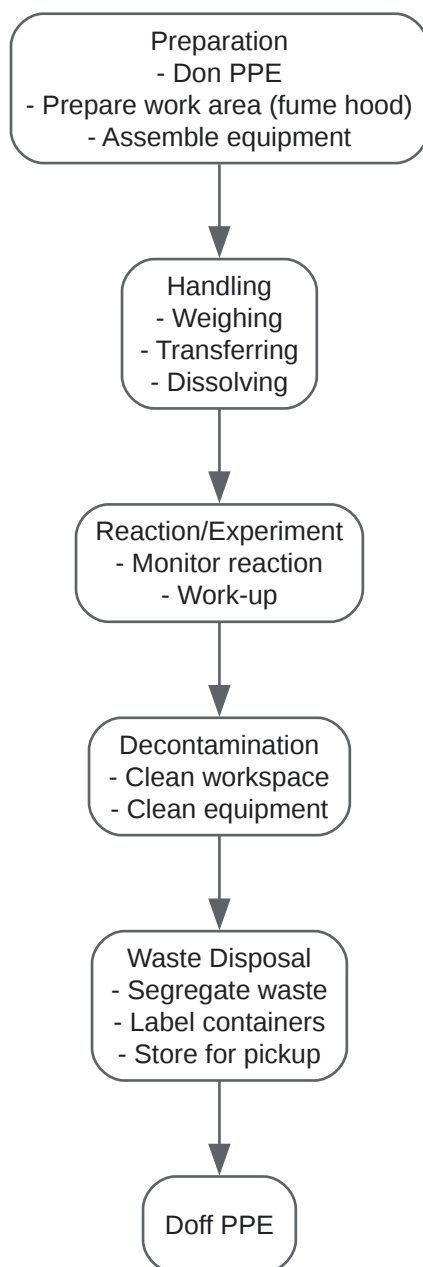 Preparation
- Don PPE
- Prepare work area (fume hood)
- Assemble equipment
Handling
- Weighing
- Transferring
- Dissolving
Reaction/Experiment
- Monitor reaction
- Work-up
Decontamination
- Clean workspace
- Clean equipment
Waste Disposal
- Segregate waste
- Label containers
- Store for pickup
Doff PPE